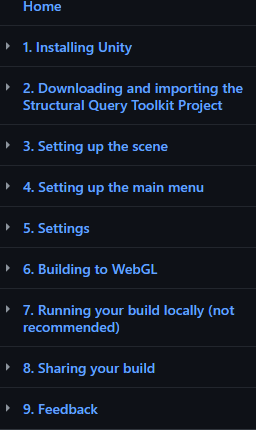 Home
1. Installing Unity
2. Downloading and importing the
Structural Query Toolkit Project
3. Setting up the scene
4. Setting up the main menu
5. Settings
6. Building to WebGL
7. Running your build locally (not
recommended)
8. Sharing your build
9. Feedback